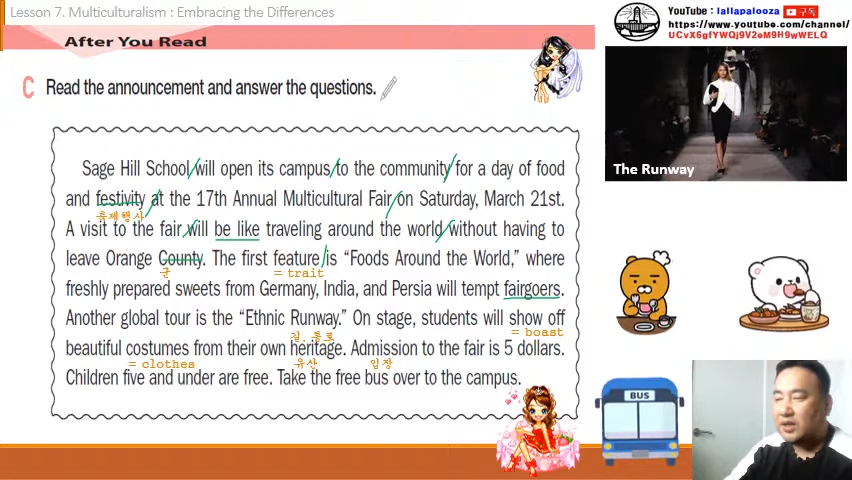 Lesson 7. Multiculturalism : Embracing the Differences
YouTube : lallapalooza 구독
https://www.youtube.com/channel/
UCvX6gfYWQj9V2eM9H9wWELQ
After You Read
C Read the announcement and answer the questions.
Sage Hill School will open its campus to the community for a day of food
and festivity at the 17th Annual Multicultural Fair on Saturday, March 21st.
축제행사
A visit to the fair will be like traveling around the world without having to
leave Orange County. The first feature is “Foods Around the World,” where
군 = trait
freshly prepared sweets from Germany, India, and Persia will tempt fairgoers.
Another global tour is the “Ethnic Runway.” On stage, students will show off
길, 통로 = boast
beautiful costumes from their own heritage. Admission to the fair is 5 dollars.
= clothes 유산 입장
Children five and under are free. Take the free bus over to the campus.
The Runway
BUS